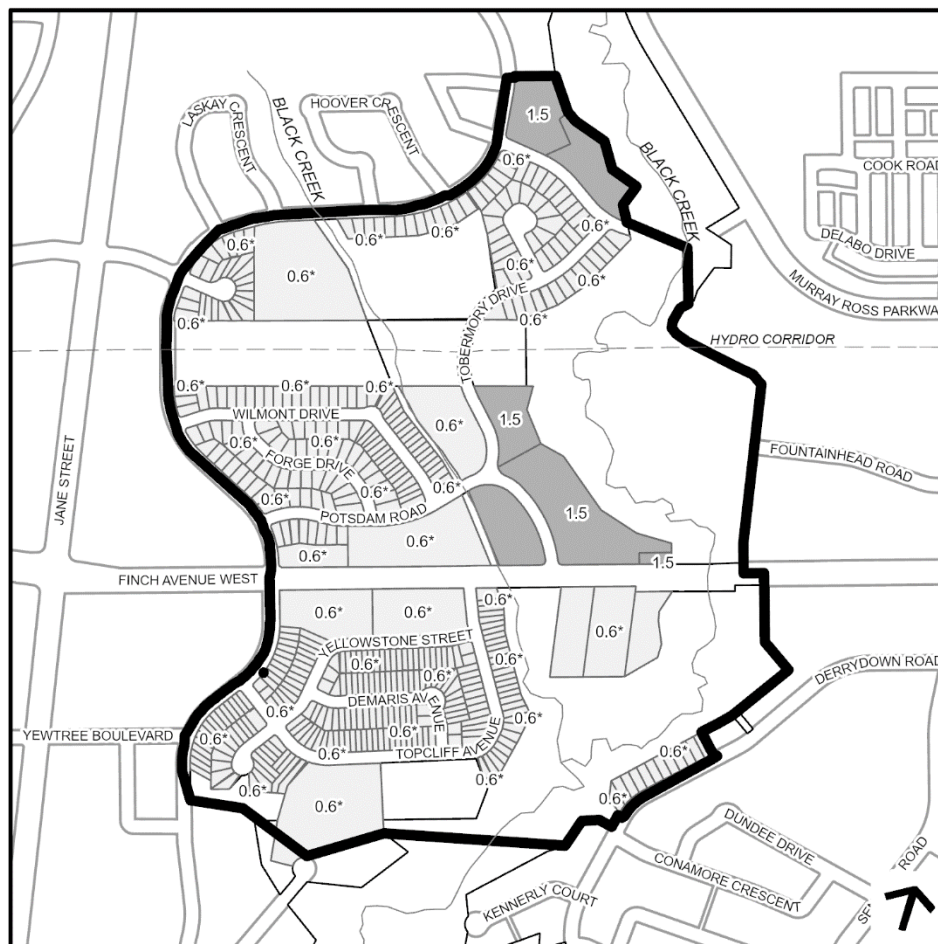 1.5
LASKAY
CRESCENT
BLACK CREEK
HOOVER CRESCENT
0.6*
BLACK CREEK
COOK ROAD
0.6*
0.6*
0.6*
0.6*
0.6*
0.6*
DELABO DRIVE
MURRAY ROSS PARKWA
0.6*
0.6*
TOBERMORY DRIVE
HYDRO CORRIDOR
0.6*
0.6*
0.6*
WILMONT DRIVE
1.5
0.6*
0.6*
0.6*
FORGE DRIVE
JANE STREET
FOUNTAINHEAD ROAD
0.6*
0.6*
0.6*
POTSDAM ROAD
1.5
0.6*
0.6*
1.5
FINCH AVENUE WEST
0.6*
0.6*
0.6*
0.6*
YELLOWSTONE STREET
0.6*
0.6*
0.6*
DERRYDOWN ROAD
DEMARIS AVENUE
0.6*
0.6*
YEWTREE BOULEVARD
0.6*
0.6*
0.6*
TOPCLIFF AVENUE
0.6*
0.6*
0.6*
0.6*
0.6*
DUNDEE DRIVE
CONAMORE CRESCENT
KENNERLY COURT
ROAD